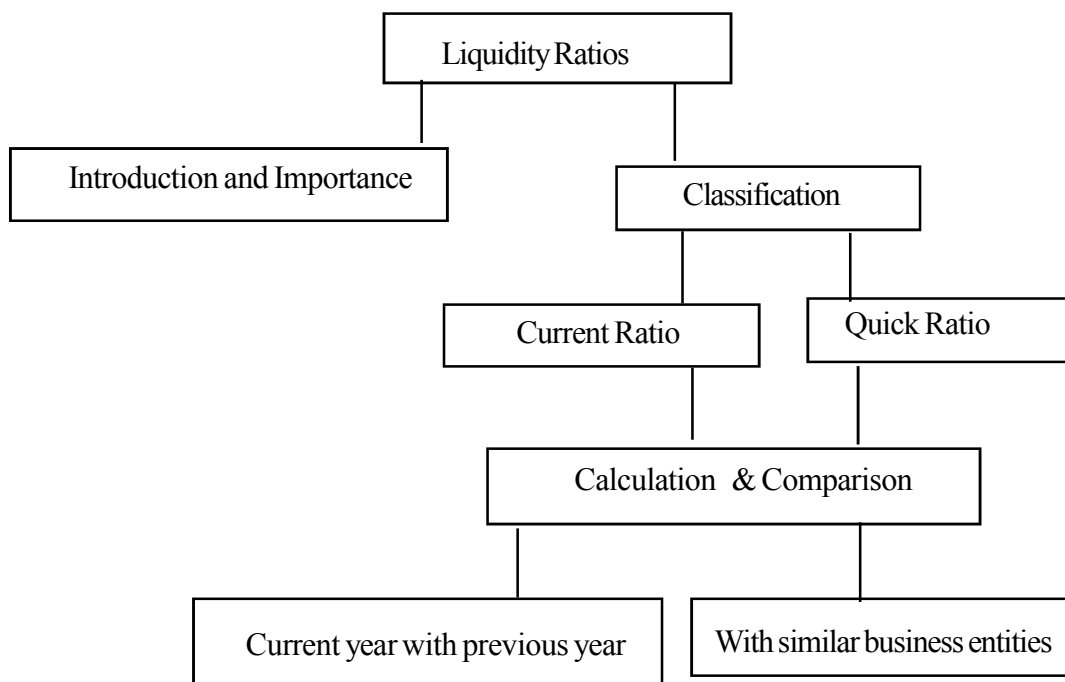 Liquidity Ratios
Introduction and Importance
Classification
Current Ratio
Quick Ratio
Calculation & Comparison
Current year with previous year
With similar business entities